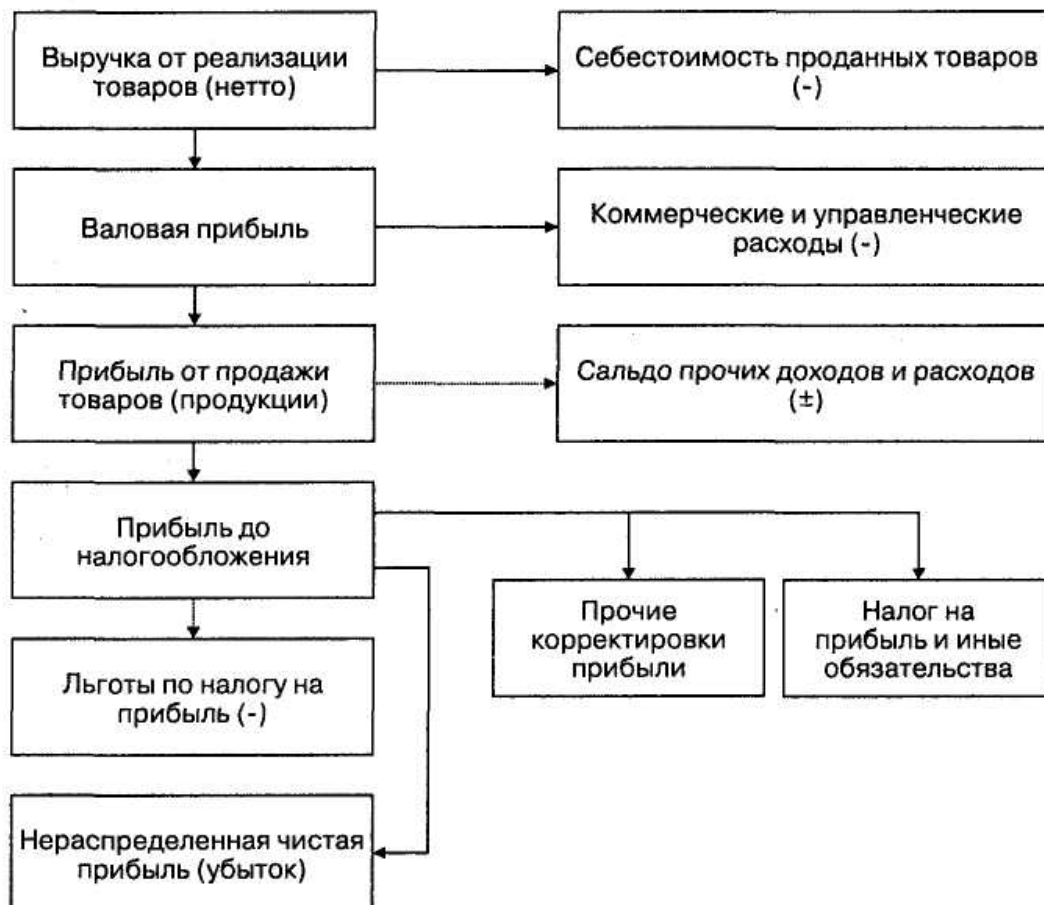 Выручка от реализации
товаров (нетто)
Себестоимость проданных товаров
(-)
Валовая прибыль
Коммерческие и управленческие
расходы (-)
Прибыль от продажи
товаров (продукции)
Сальдо прочих доходов и расходов
(±)
Прибыль до
налогообложения
Прочие
корректировки
прибыли
Налог на
прибыль и иные
обязательства
Льготы по налогу на
прибыль (-)
Нераспределенная чистая
прибыль (убыток)